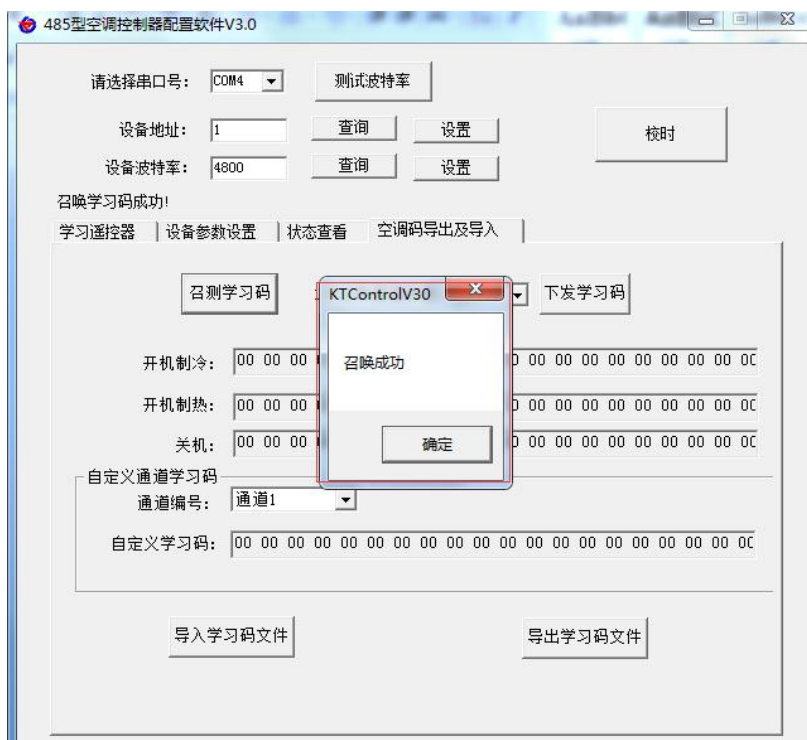 485型空调控制器配置软件V3.0
请选择串口号： COM4 测试波特率
设备地址： 1 查询 设置 校时
设备波特率： 4800 查询 设置
召唤学习码成功!
学习遥控器 设备参数设置 状态查看 空调码导出及导入
召测学习码 下发学习码
KTControlV30
召唤成功
确定
开机制冷： 00 00 00 00 00 00 00 00 00 00 00 0C
开机制热： 00 00 00 00 00 00 00 00 00 00 00 0C
关机： 00 00 00 00 00 00 00 00 00 00 00 0C
自定义通道学习码
通道编号： 通道1
自定义学习码： 00 00 00 00 00 00 00 00 00 00 00 00 00 00 00 00 00 00 00 0C
导入学习码文件 导出学习码文件